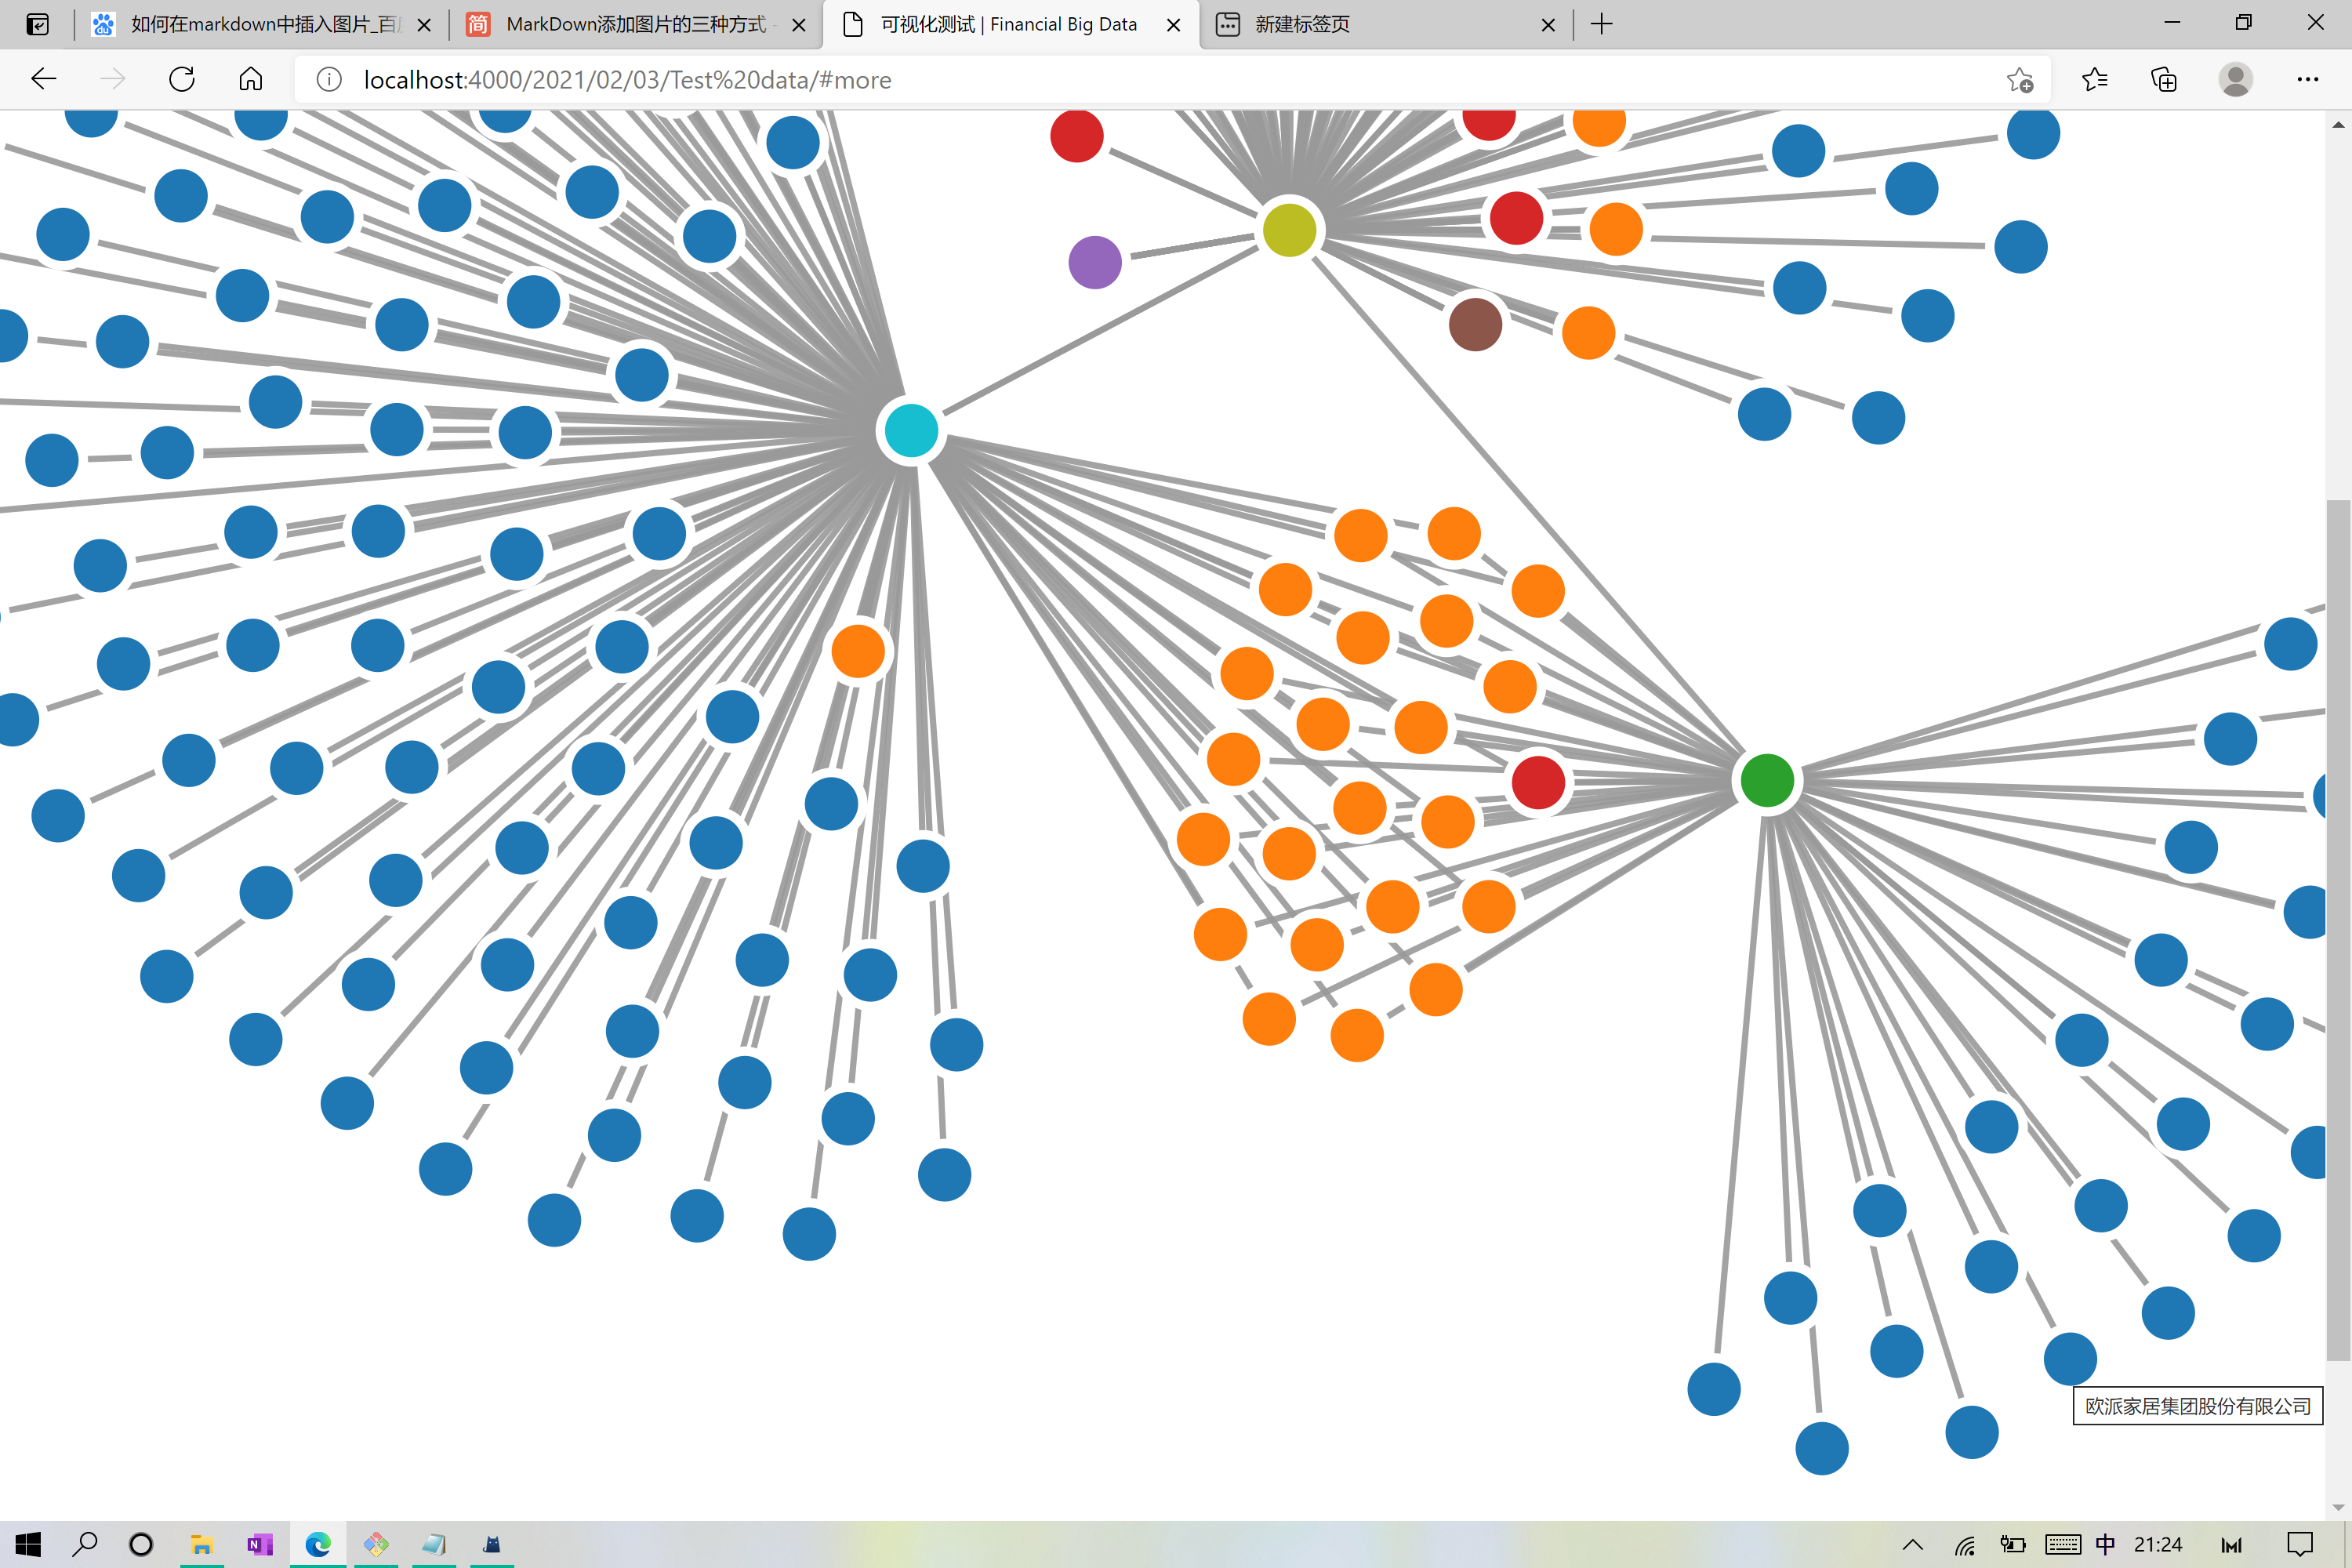 如何在markdown中插入图片_百
MarkDown添加图片的三种方式 -
可视化测试 | Financial Big Data
新建标签页
localhost:4000/2021/02/03/Test%20data/#more
欧派家居集团股份有限公司
中
21:24